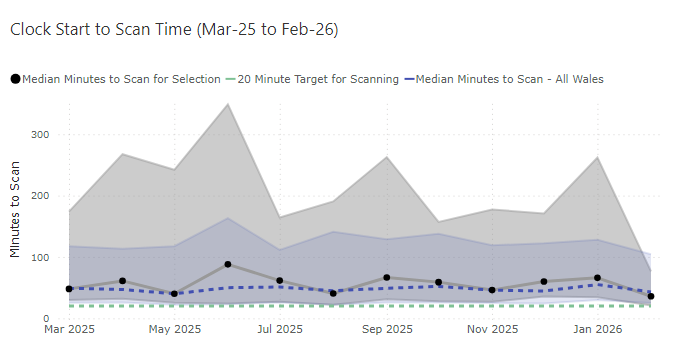 Clock Start to Scan Time (Mar-25 to Feb-26)
Median Minutes to Scan for Selection 20 Minute Target for Scanning Median Minutes to Scan - All Wales
300
200
100
0
Minutes to Scan
Mar 2025 May 2025 Jul 2025 Sep 2025 Nov 2025 Jan 2026